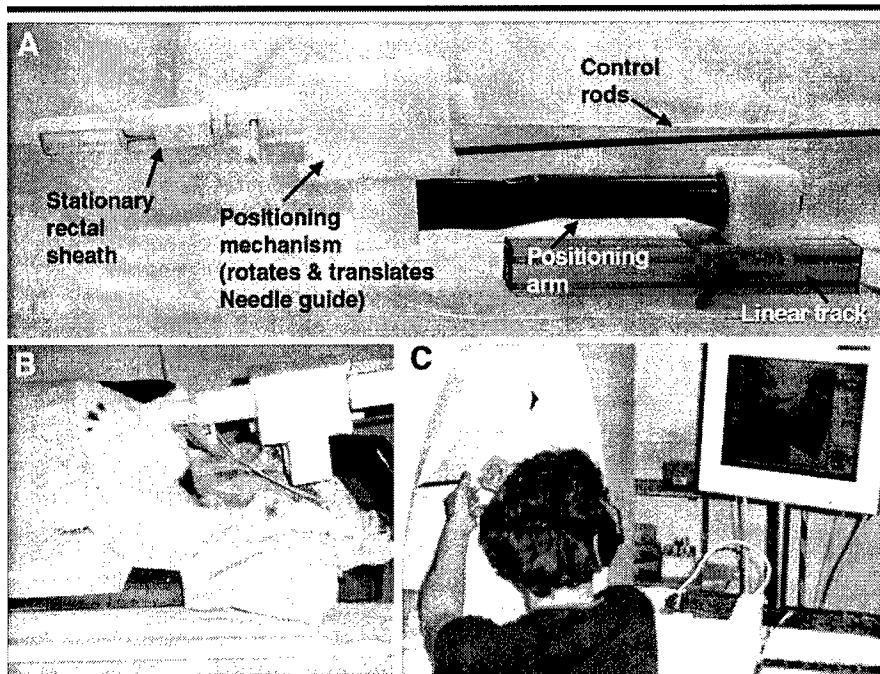 A
Control
rods
Stationary
rectal
sheath
Positioning
mechanism
(rotates & translates
Needle guide)
Positioning
arm
Linear track
B
C